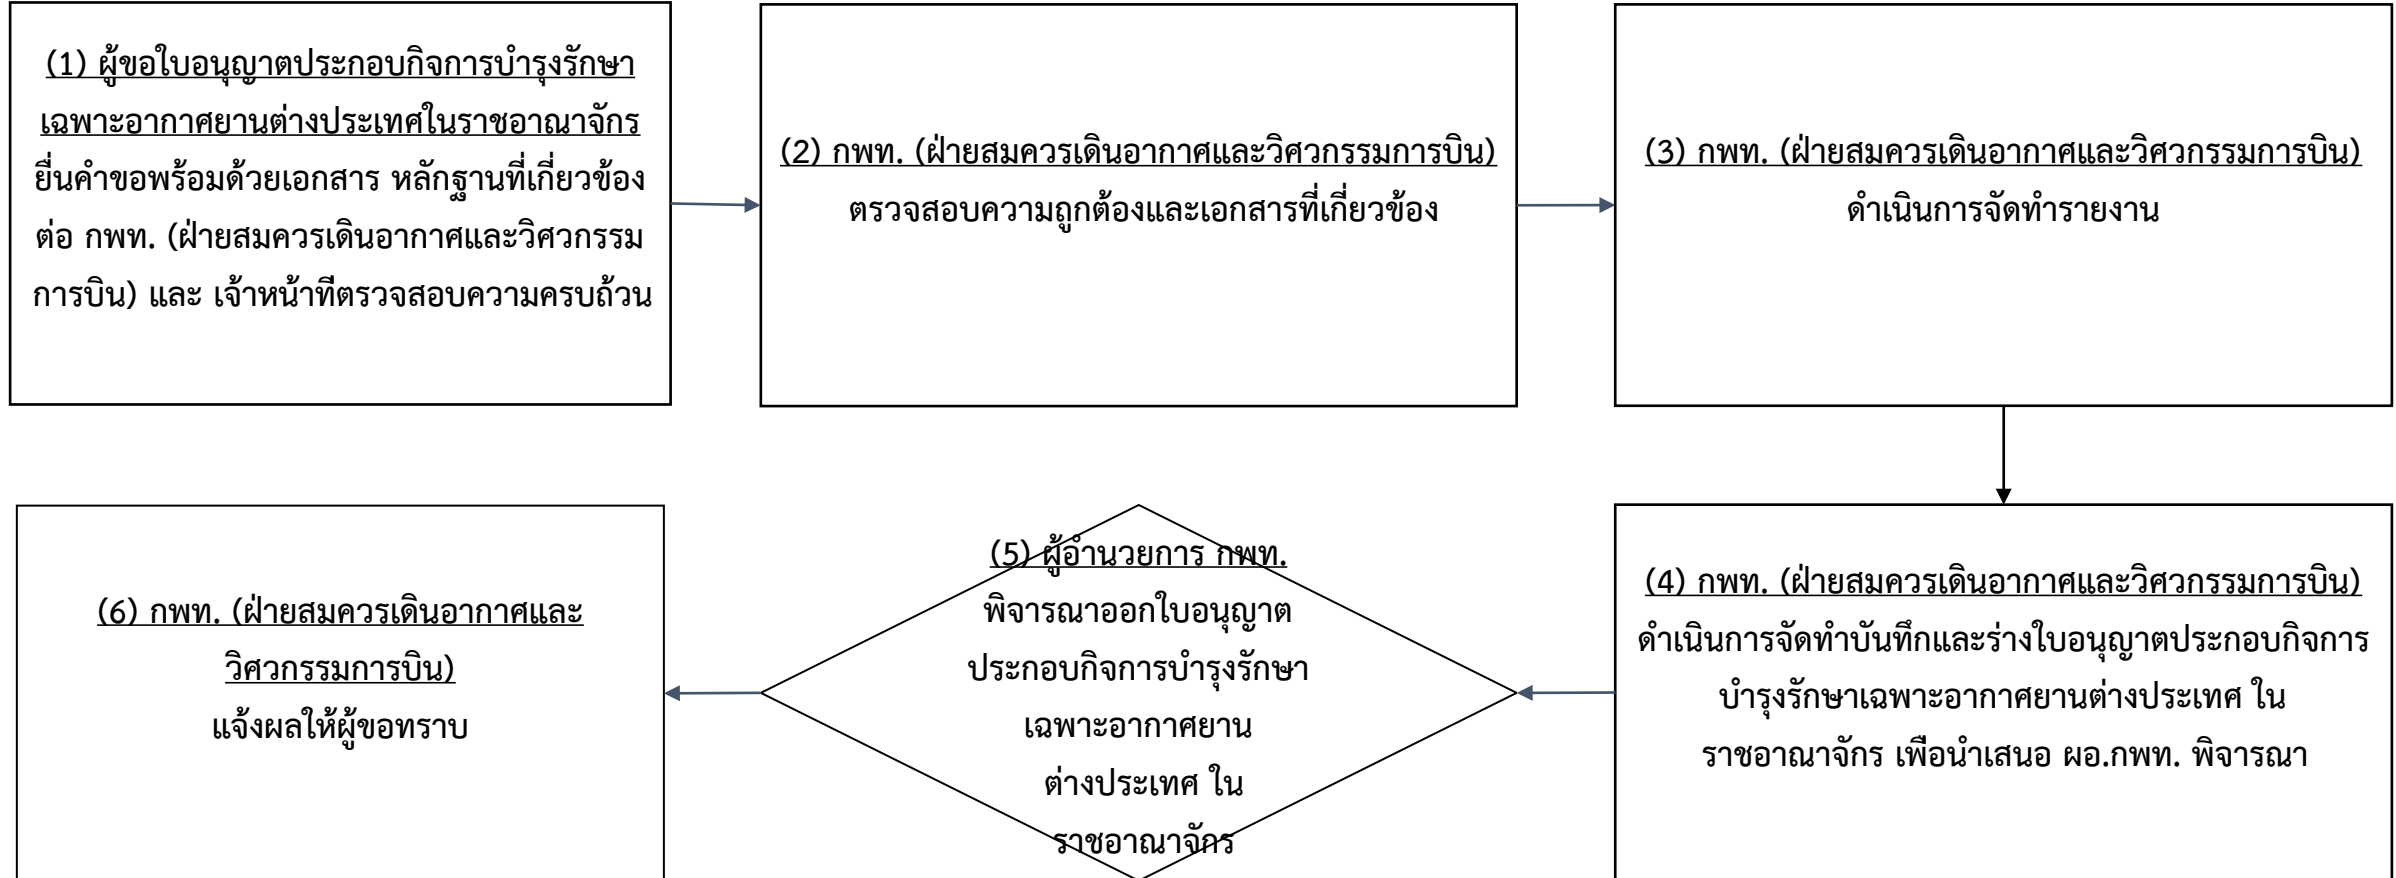 (1) ผู้ขอใบอนุญาตประกอบกิจการบำรุงรักษา
เฉพาะอากาศยานต่างประเทศในราชอาณาจักร
ยื่นคำขอพร้อมด้วยเอกสาร หลักฐานที่เกี่ยวข้อง
ต่อ กพท. (ฝ่ายสมควรเดินอากาศและวิศวกรรม
การบิน) และ เจ้าหน้าที่ตรวจสอบความครบถ้วน
(2) กพท. (ฝ่ายสมควรเดินอากาศและวิศวกรรมการบิน)
ตรวจสอบความถูกต้องและเอกสารที่เกี่ยวข้อง
(3) กพท. (ฝ่ายสมควรเดินอากาศและวิศวกรรมการบิน)
ดำเนินการจัดทำรายงาน
(4) กพท. (ฝ่ายสมควรเดินอากาศและวิศวกรรมการบิน)
ดำเนินการจัดทำบันทึกและร่างใบอนุญาตประกอบกิจการ
บำรุงรักษาเฉพาะอากาศยานต่างประเทศ ใน
ราชอาณาจักร เพื่อนำเสนอ ผอ.กพท. พิจารณา
(5) ผู้อำนวยการ กพท.
พิจารณาออกใบอนุญาต
ประกอบกิจการบำรุงรักษา
เฉพาะอากาศยาน
ต่างประเทศ ใน
ราชอาณาจักร
(6) กพท. (ฝ่ายสมควรเดินอากาศและ
วิศวกรรมการบิน)
แจ้งผลให้ผู้ขอทราบ